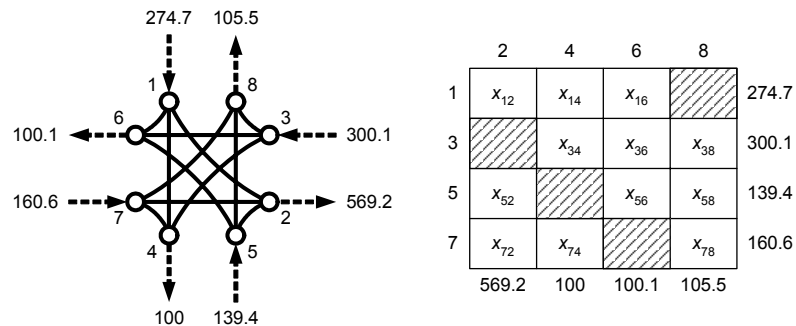 274.7 105.5
1 8
6 3
100.1 300.1
160.6 569.2
7 2
4 5
100 139.4
2 4 6 8
1 x₁₂ x₁₄ x₁₆ 274.7
3 x₃₄ x₃₆ x₃₈ 300.1
5 x₅₂ x₅₆ x₅₈ 139.4
7 x₇₂ x₇₄ x₇₈ 160.6
569.2 100 100.1 105.5